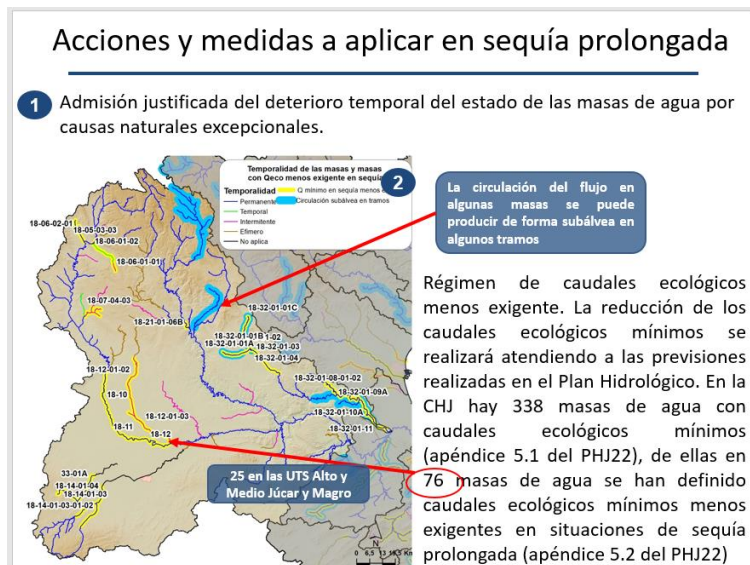 Acciones y medidas a aplicar en sequía prolongada
1
Admisión justificada del deterioro temporal del estado de las masas de agua por
causas naturales excepcionales.
Temporalidad de las masas y masas
con Qeco menos exigente en sequía
2
Temporalidad
Q mínimo en sequía menos
Permanente
Circulación subálvea en tramos
Temporal
Intermitente
Efímero
No aplica
La circulación del flujo en
algunas masas se puede
producir de forma subálvea en
algunos tramos
18-06-02-01
18-05-03-03
18-06-01-02
18-06-01-01
18-07-04-03
18-21-01-06B
18-32-01-01C
18-32-01-01B
1-02
18-32-01-01A
18-32-01-03
18-32-01-04
18-12-01-02
18-32-01-08-01-02
18-32-01-09A
18-10
18-12-01-03
18-32-01-10A
18-11
18-12
18-32-01-11
33-01A
18-14-01-04
18-14-01-03
18-14-01-03-01-02
25 en las UTS Alto y
Medio Júcar y Magro
N
Régimen de caudales ecológicos
menos exigente. La reducción de los
caudales ecológicos mínimos se
realizará atendiendo a las previsiones
realizadas en el Plan Hidrológico. En la
CHJ hay 338 masas de agua con
caudales ecológicos mínimos
(apéndice 5.1 del PHJ22), de ellas en
76 masas de agua se han definido
caudales ecológicos mínimos menos
exigentes en situaciones de sequía
prolongada (apéndice 5.2 del PHJ22)